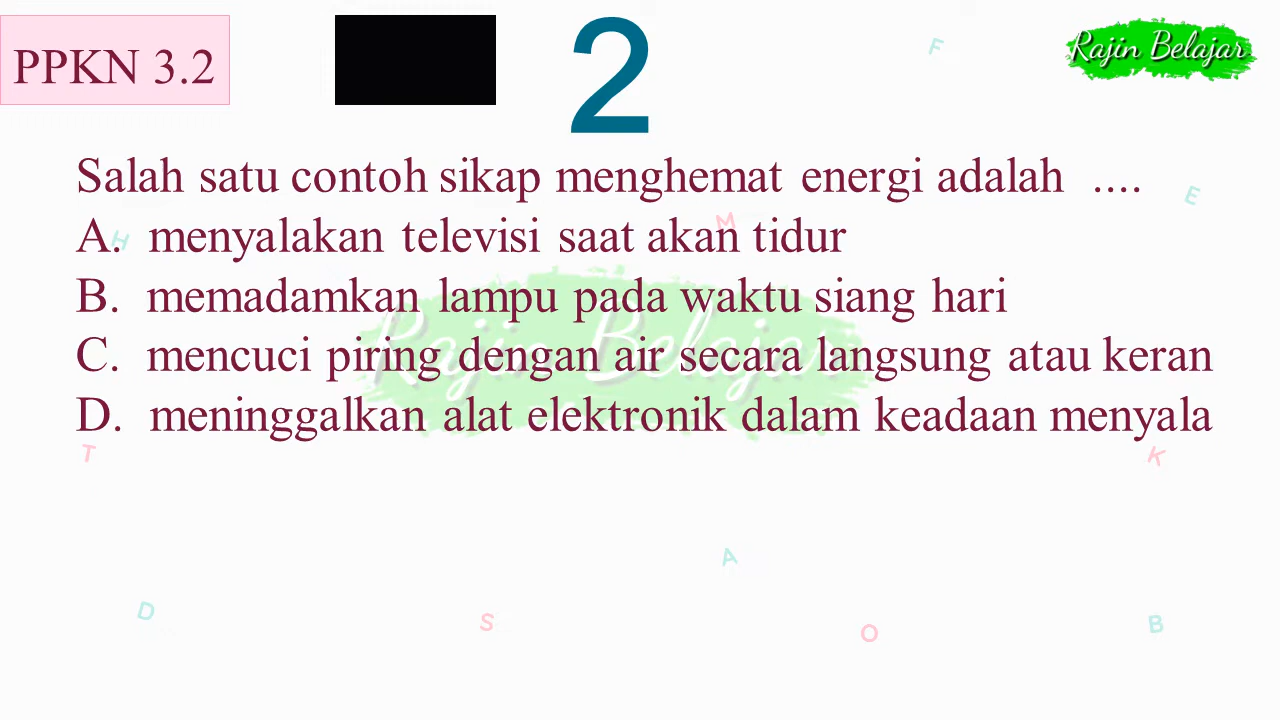 PPKN 3.2
2
Rajin Belajar
Salah satu contoh sikap menghemat energi adalah ....
A. menyalakan televisi saat akan tidur
B. memadamkan lampu pada waktu siang hari
C. mencuci piring dengan air secara langsung atau keran
D. meninggalkan alat elektronik dalam keadaan menyala
Rajin Belajar
F
E
M
H
T
K
A
D
S
O
B